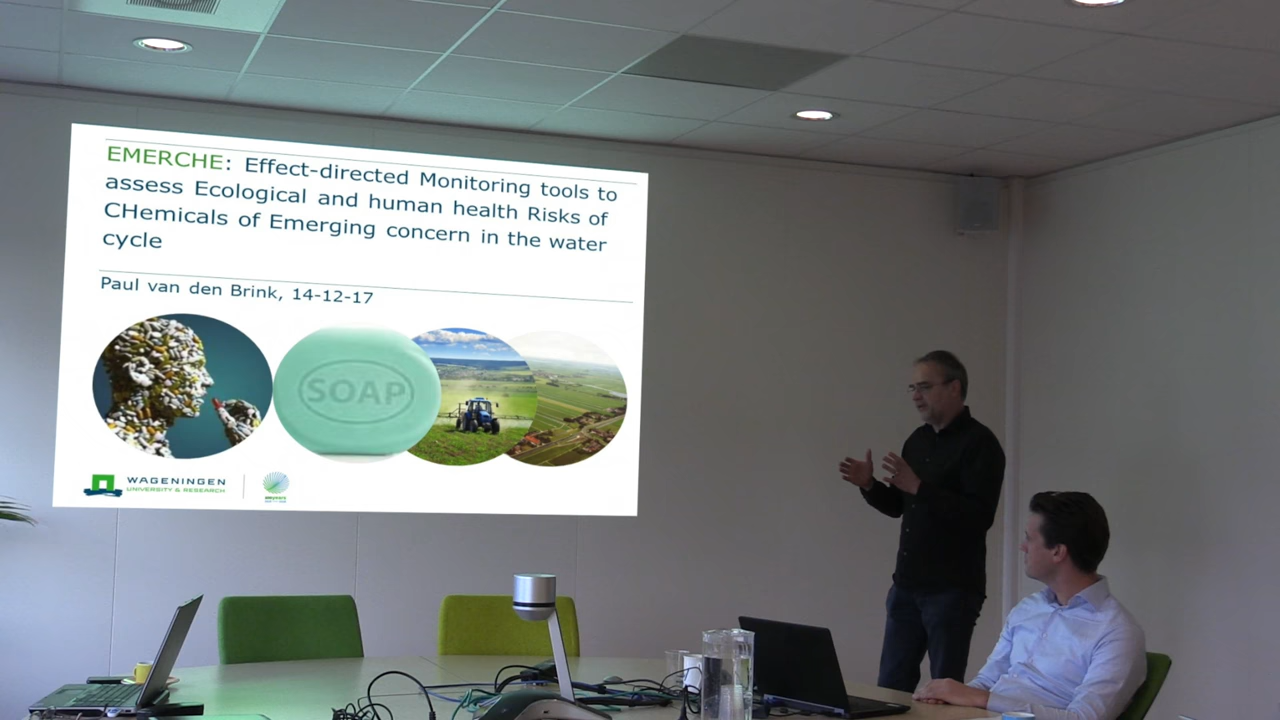 EMERCHE: Effect-directed Monitoring tools to
assess Ecological and human health Risks of
CHemicals of Emerging concern in the water
cycle
Paul van den Brink, 14-12-17
SOAP
WAGENINGEN
UNIVERSITY & RESEARCH